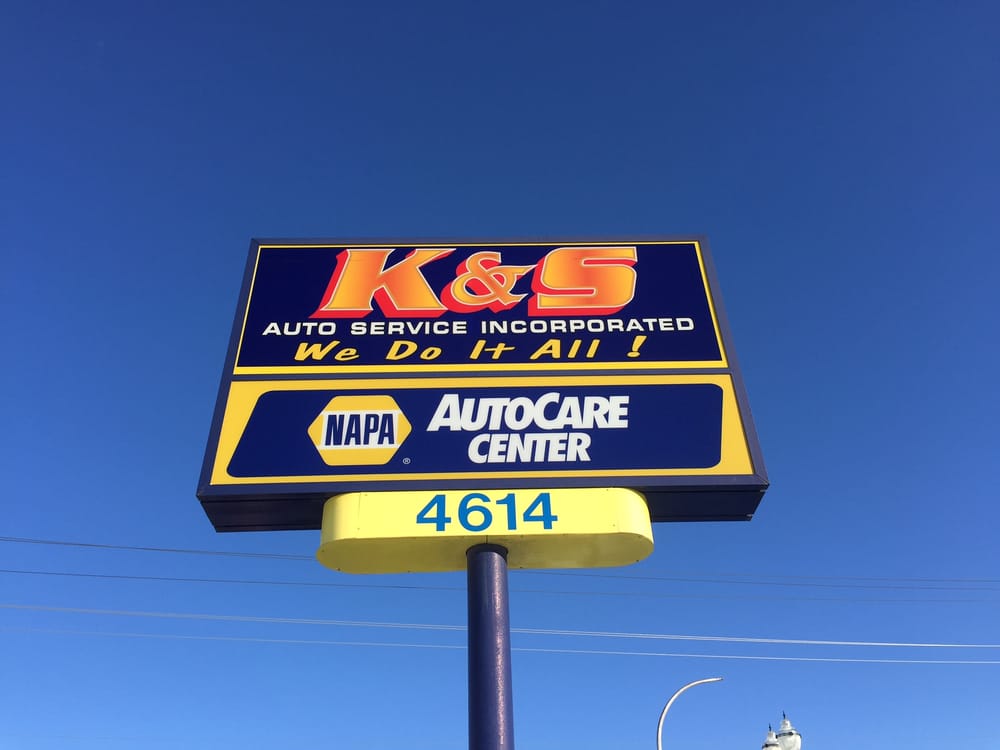 K&S
AUTO SERVICE INCORPORATED
We Do It All !
NAPA ®
AUTOCARE
CENTER
4614